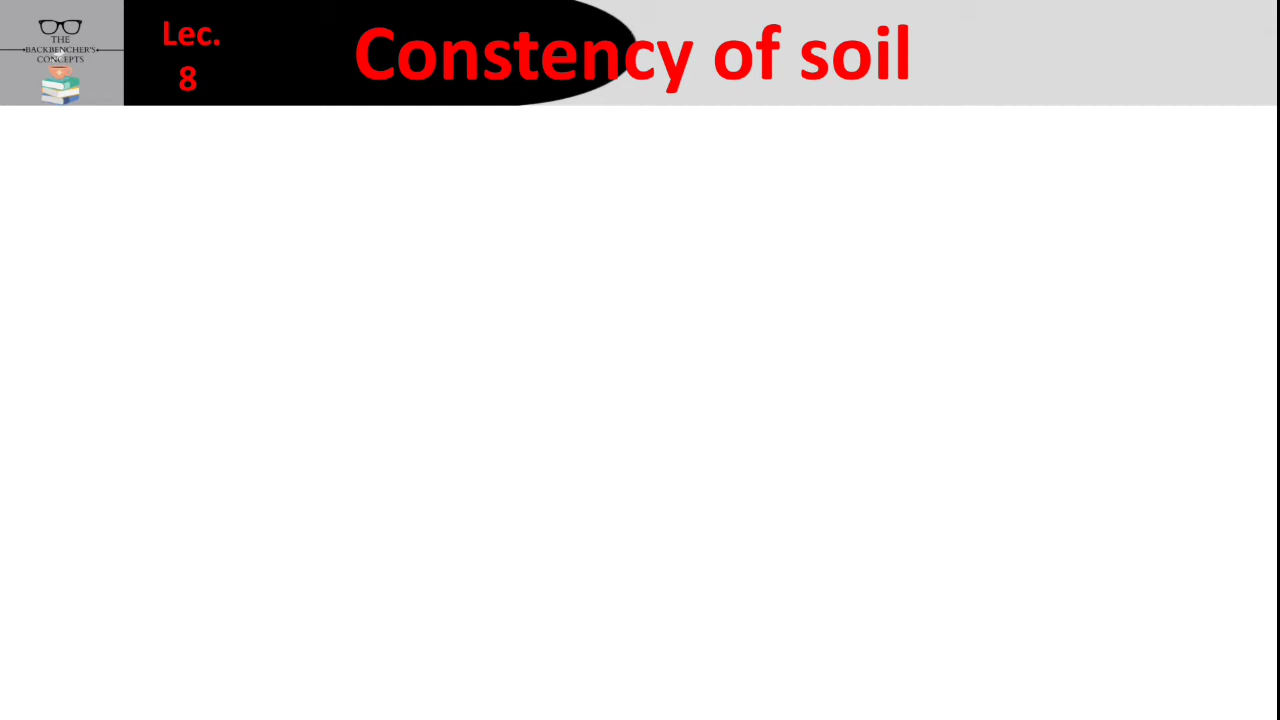 THE
BACKBENCHER'S
CONCEPTS
Lec.
8
Constency of soil